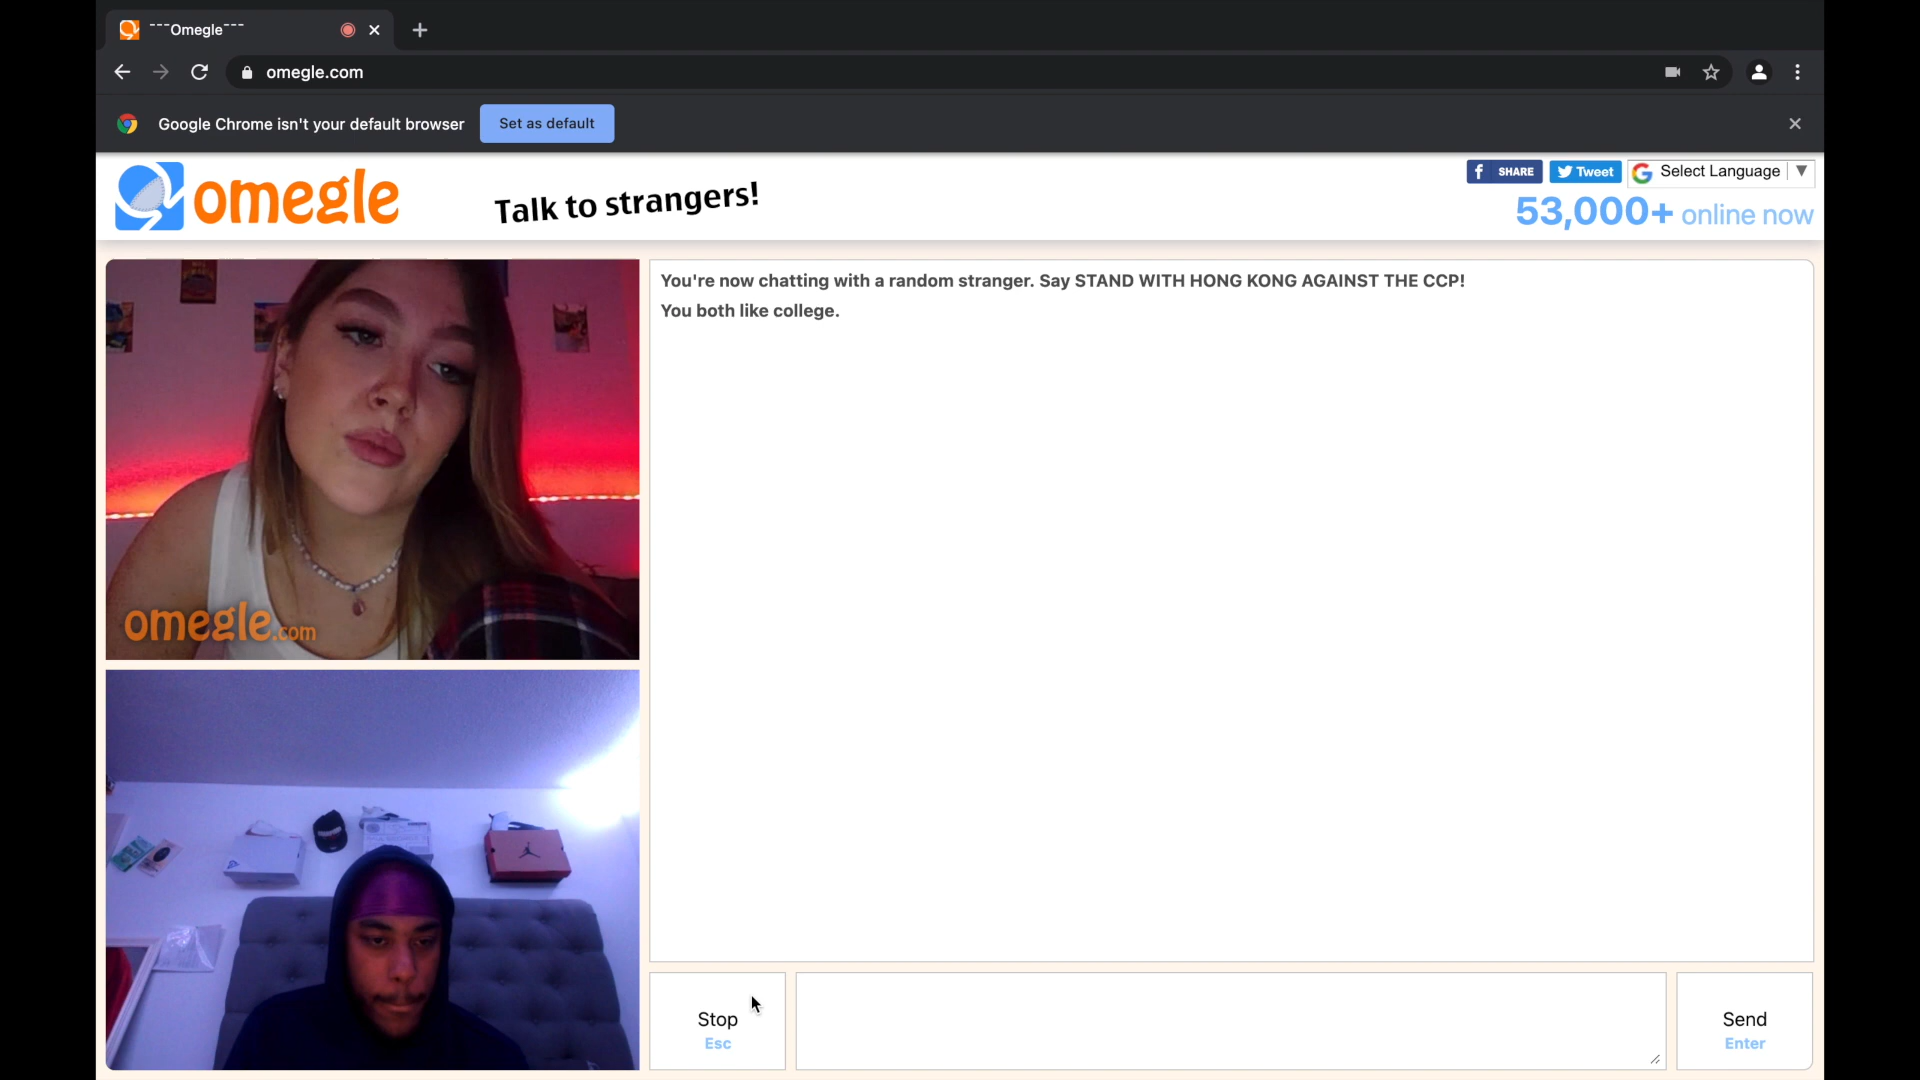 ---Omegle---
omegle.com
Google Chrome isn't your default browser
Set as default
omegle
Talk to strangers!
SHARE
Tweet
Select Language
53,000+ online now
You're now chatting with a random stranger. Say STAND WITH HONG KONG AGAINST THE CCP!
You both like college.
omegle.com
Stop
Esc
Send
Enter